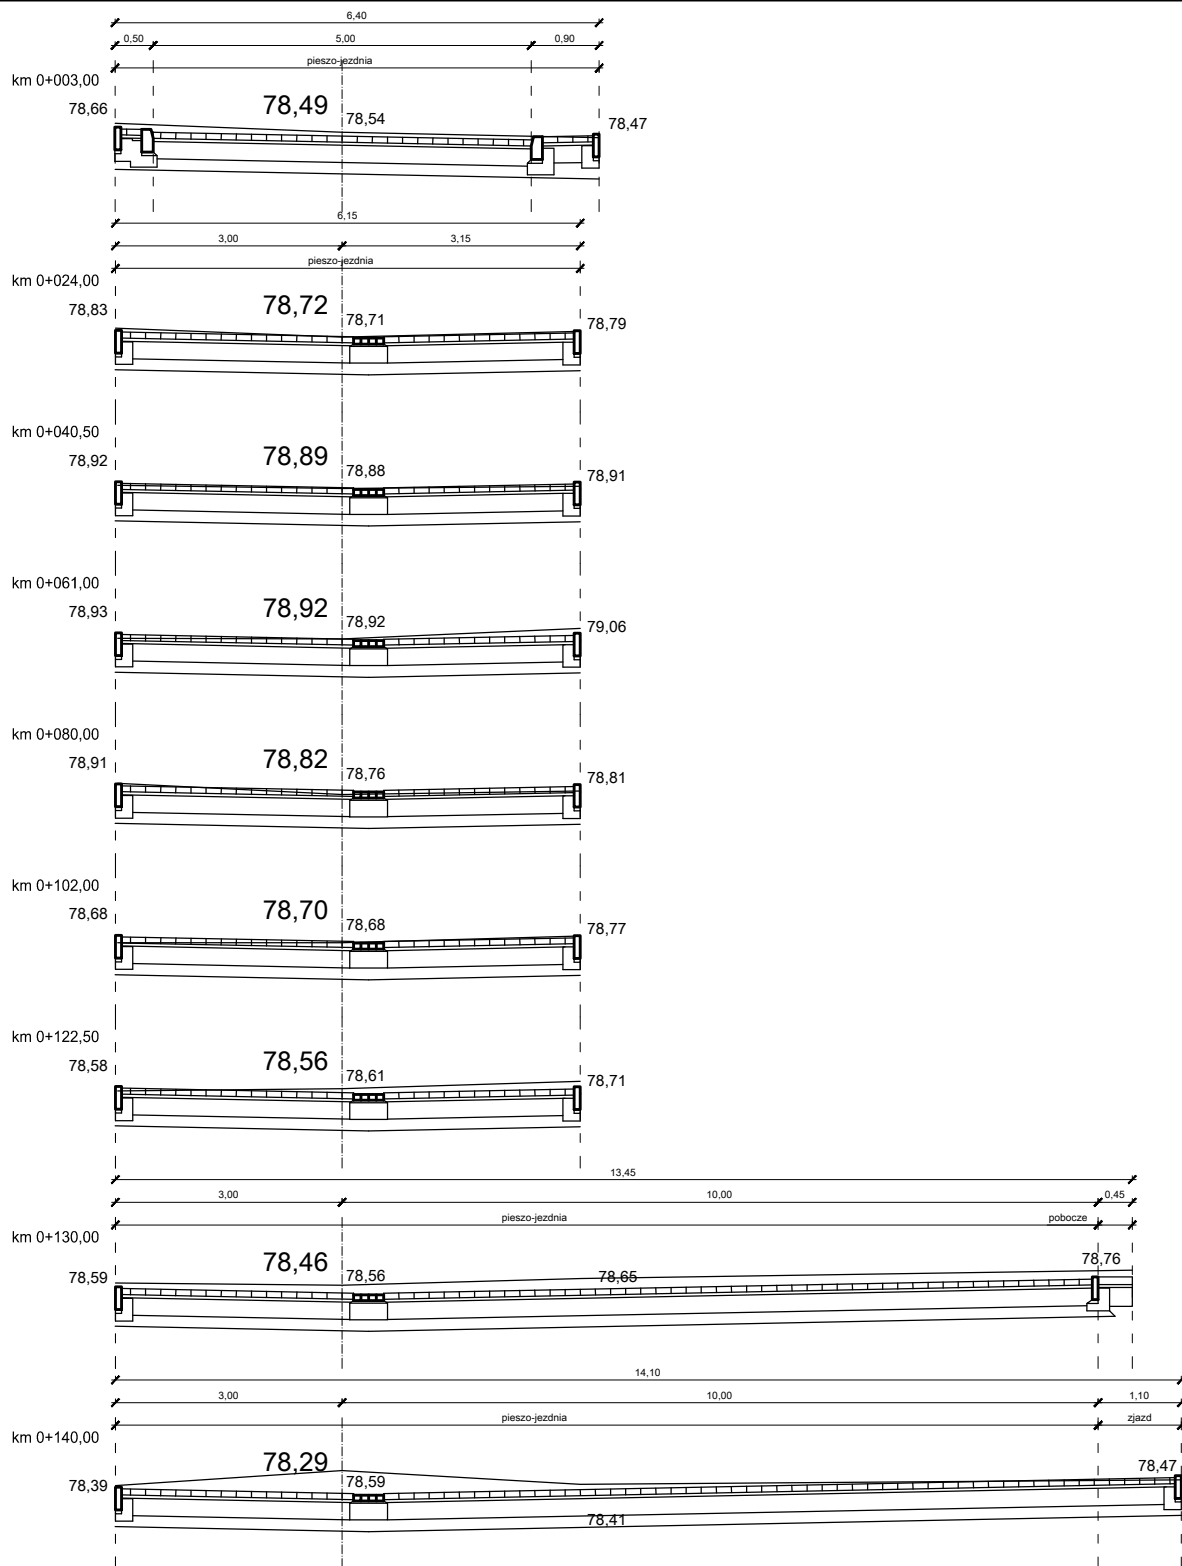 6,40
0,50 5,00 0,90
pieszo-jezdnia
km 0+003,00
78,66 78,49 78,54 78,47
6,15
3,00 3,15
pieszo-jezdnia
km 0+024,00
78,83 78,72 78,71 78,79
km 0+040,50
78,92 78,89 78,88 78,91
km 0+061,00
78,93 78,92 78,92 79,06
km 0+080,00
78,91 78,82 78,76 78,81
km 0+102,00
78,68 78,70 78,68 78,77
km 0+122,50
78,58 78,56 78,61 78,71
13,45
3,00 10,00 0,45
pieszo-jezdnia pobocze
km 0+130,00
78,59 78,46 78,56 78,65 78,76
14,10
3,00 10,00 1,10
pieszo-jezdnia zjazd
km 0+140,00
78,39 78,29 78,59 78,47
78,41